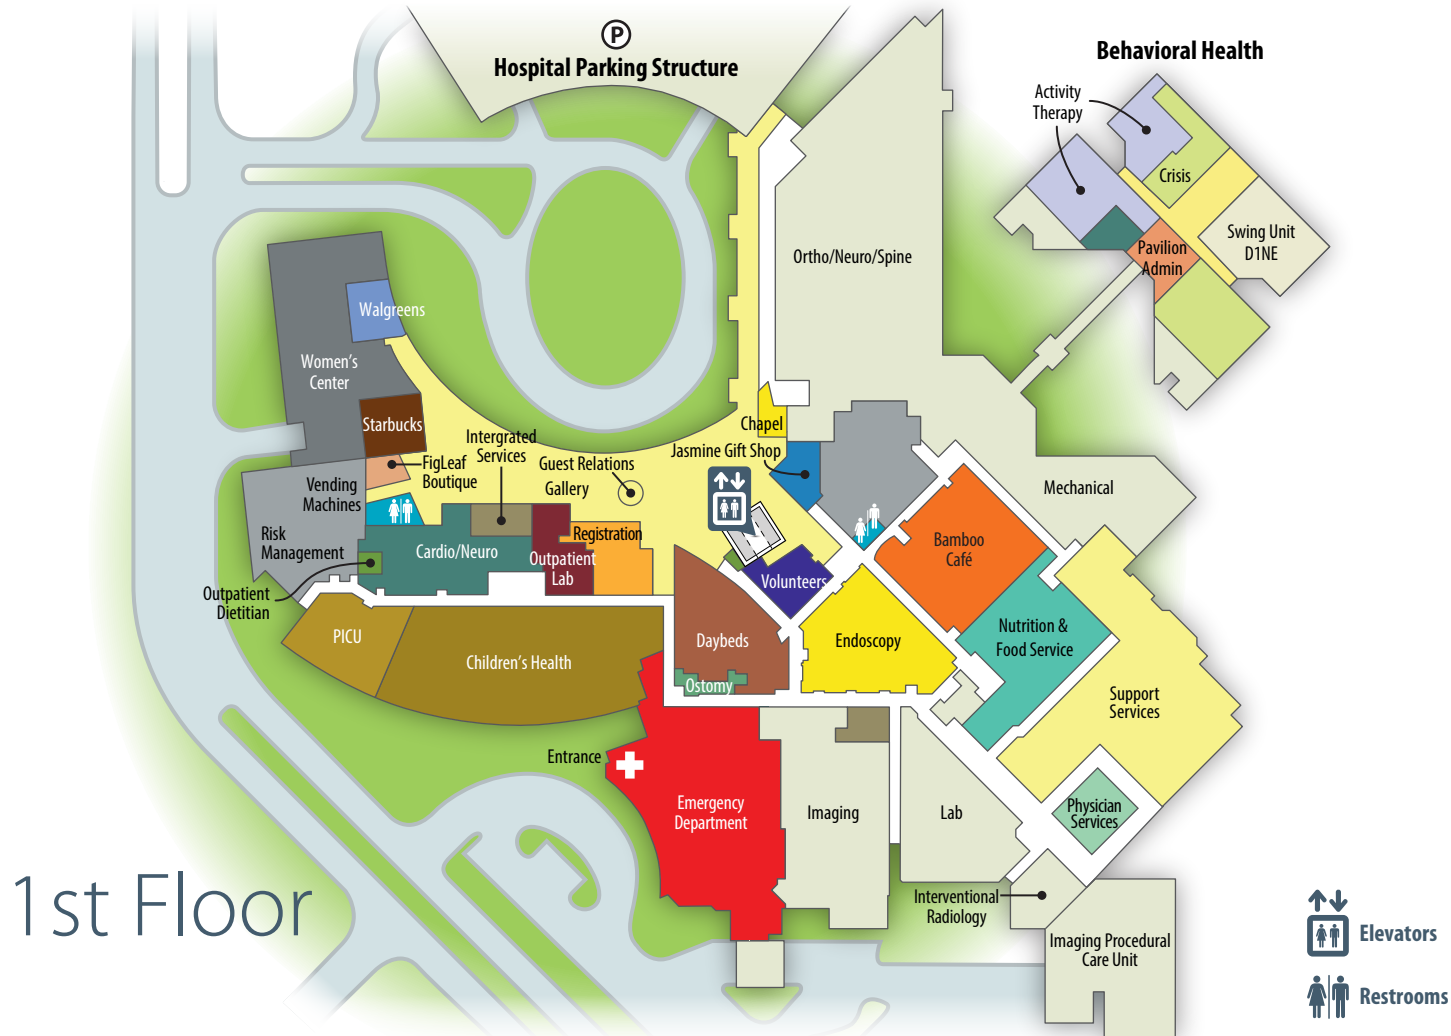 P
Hospital Parking Structure
Behavioral Health
Activity
Therapy
Crisis
Swing Unit
D1NE
Pavilion
Admin
Ortho/Neuro/Spine
Walgreens
Women's
Center
Starbucks
Chapel
Intergrated
Services
Jasmine Gift Shop
FigLeaf
Boutique
Guest Relations
Gallery
Vending
Machines
Mechanical
Risk
Management
Registration
Cardio/Neuro
Outpatient
Lab
Bamboo
Café
Volunteers
Outpatient
Dietitian
PICU
Children's Health
Daybeds
Endoscopy
Nutrition &
Food Service
Ostomy
Support
Services
Entrance
Emergency
Department
Imaging
Lab
Physician
Services
1st Floor
Interventional
Radiology
Imaging Procedural
Care Unit
Elevators
Restrooms